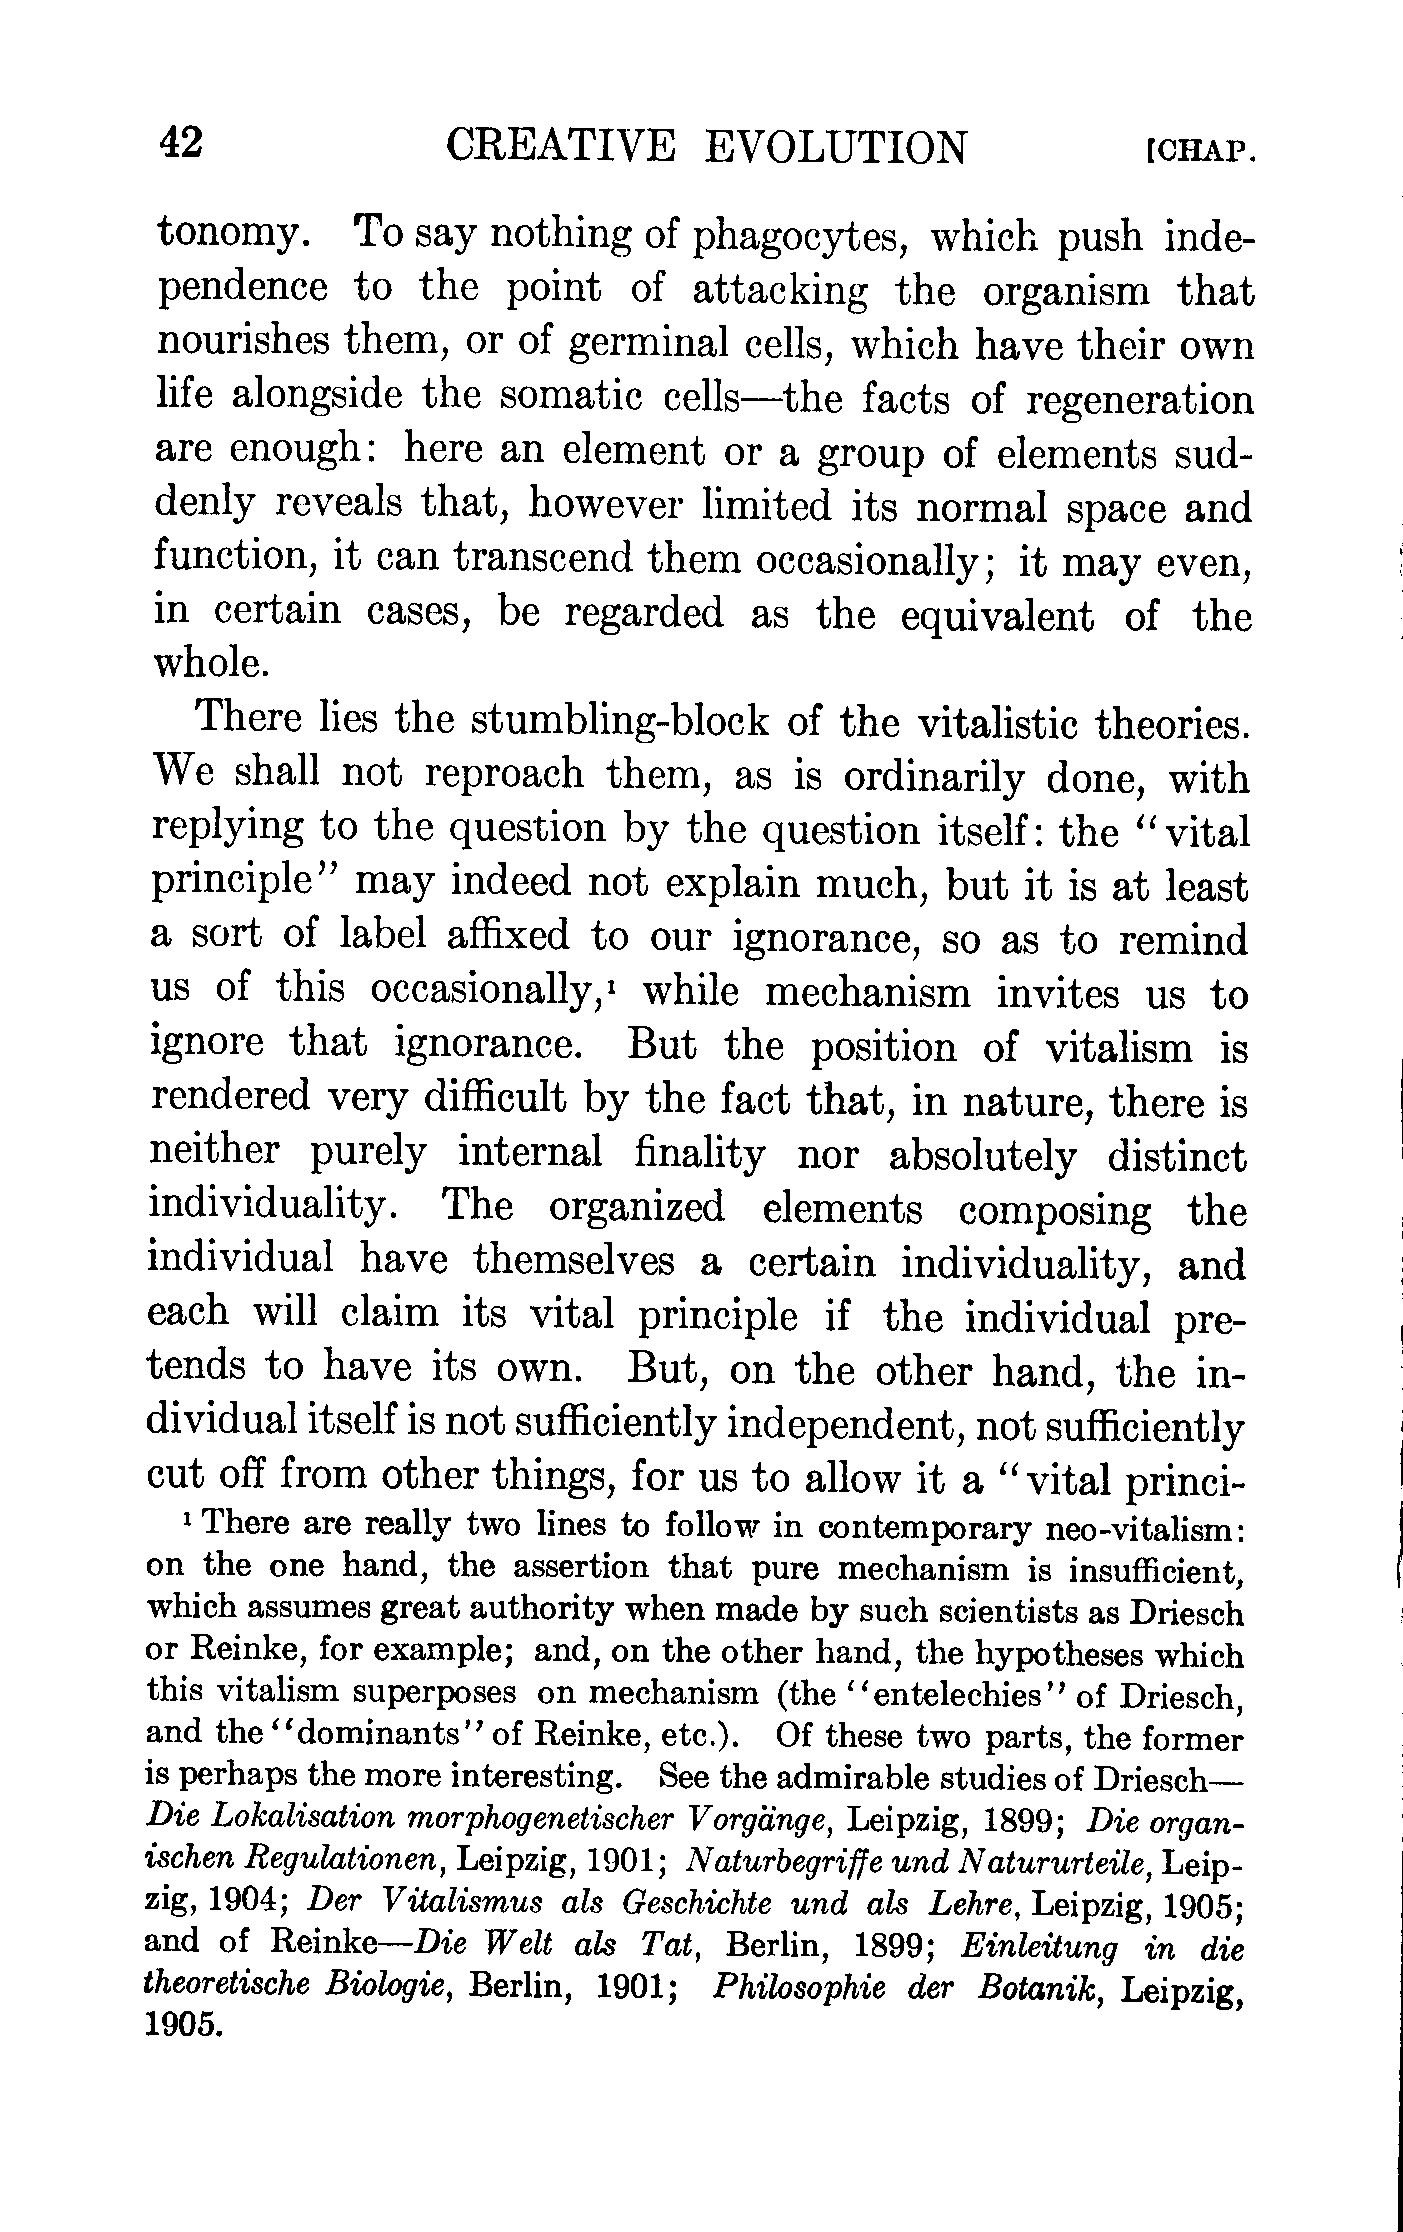 42 CREATIVE EVOLUTION [CHAP.
tonomy. To say nothing of phagocytes, which push inde-
pendence to the point of attacking the organism that
nourishes them, or of germinal cells, which have their own
life alongside the somatic cells—the facts of regeneration
are enough: here an element or a group of elements sud-
denly reveals that, however limited its normal space and
function, it can transcend them occasionally; it may even,
in certain cases, be regarded as the equivalent of the
whole.
There lies the stumbling-block of the vitalistic theories.
We shall not reproach them, as is ordinarily done, with
replying to the question by the question itself: the "vital
principle" may indeed not explain much, but it is at least
a sort of label affixed to our ignorance, so as to remind
us of this occasionally,¹ while mechanism invites us to
ignore that ignorance. But the position of vitalism is
rendered very difficult by the fact that, in nature, there is
neither purely internal finality nor absolutely distinct
individuality. The organized elements composing the
individual have themselves a certain individuality, and
each will claim its vital principle if the individual pre-
tends to have its own. But, on the other hand, the in-
dividual itself is not sufficiently independent, not sufficiently
cut off from other things, for us to allow it a "vital princi-
¹ There are really two lines to follow in contemporary neo-vitalism:
on the one hand, the assertion that pure mechanism is insufficient,
which assumes great authority when made by such scientists as Driesch
or Reinke, for example; and, on the other hand, the hypotheses which
this vitalism superposes on mechanism (the "entelechies" of Driesch,
and the "dominants" of Reinke, etc.). Of these two parts, the former
is perhaps the more interesting. See the admirable studies of Driesch—
Die Lokalisation morphogenetischer Vorgänge, Leipzig, 1899; Die organ-
ischen Regulationen, Leipzig, 1901; Naturbegriffe und Natururteile, Leip-
zig, 1904; Der Vitalismus als Geschichte und als Lehre, Leipzig, 1905;
and of Reinke—Die Welt als Tat, Berlin, 1899; Einleitung in die
theoretische Biologie, Berlin, 1901; Philosophie der Botanik, Leipzig,
1905.